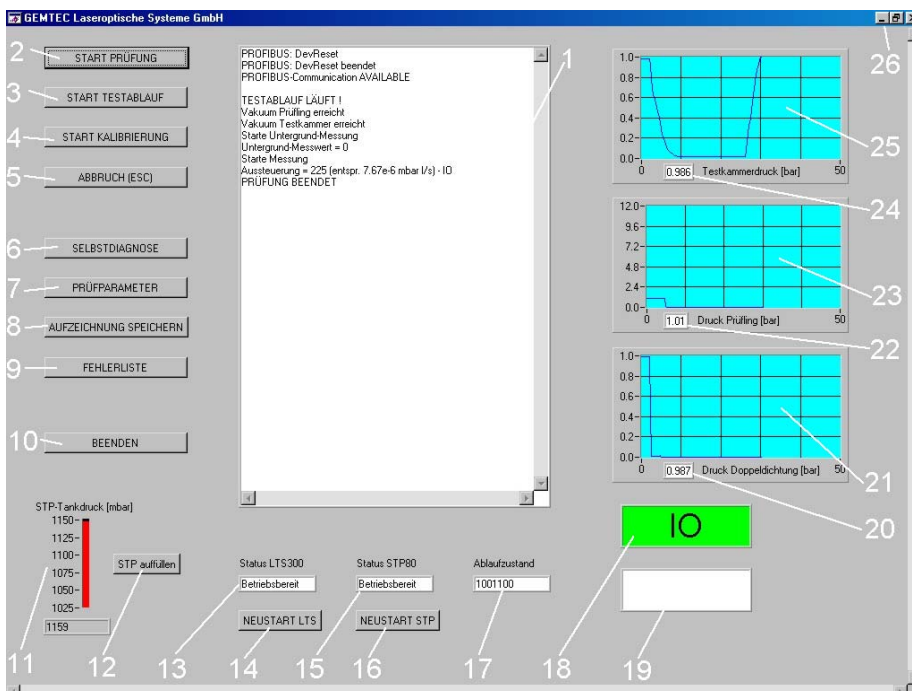 GEMTEC Laseroptische Systeme GmbH
2
START PRÜFUNG
3
START TESTABLAUF
4
START KALIBRIERUNG
5
ABBRUCH (ESC)
6
SELBSTDIAGNOSE
7
PRÜFPARAMETER
8
AUFZEICHNUNG SPEICHERN
9
FEHLERLISTE
10
BEENDEN
PROFIBUS: DevReset
PROFIBUS: DevReset beendet
PROFIBUS-Communication AVAILABLE
TESTABLAUF LÄUFT !
Vakuum Prüfling erreicht
Vakuum Testkammer erreicht
Starte Untergrund-Messung
Untergrund-Messwert = 0
Starte Messung
Aussteuerung = 225 (entspr. 7.67e-6 mbar l/s) - IO
PRÜFUNG BEENDET
1
26
1.0
0.8
0.6
0.4
0.2
0.0
0
0.986
Testkammerdruck [bar]
50
25
24
12.0
9.6
7.2
4.8
2.4
0.0
0
1.01
Druck Prüfling [bar]
50
23
22
1.0
0.8
0.6
0.4
0.2
0.0
0
0.987
Druck Doppeldichtung [bar]
50
21
20
STP-Tankdruck [mbar]
1150
1125
1100
1075
1050
1025
1159
11
STP auffüllen
12
Status LTS300
Betriebsbereit
13
NEUSTART LTS
14
Status STP80
Betriebsbereit
15
NEUSTART STP
16
Ablaufzustand
1001100
17
IO
18
19